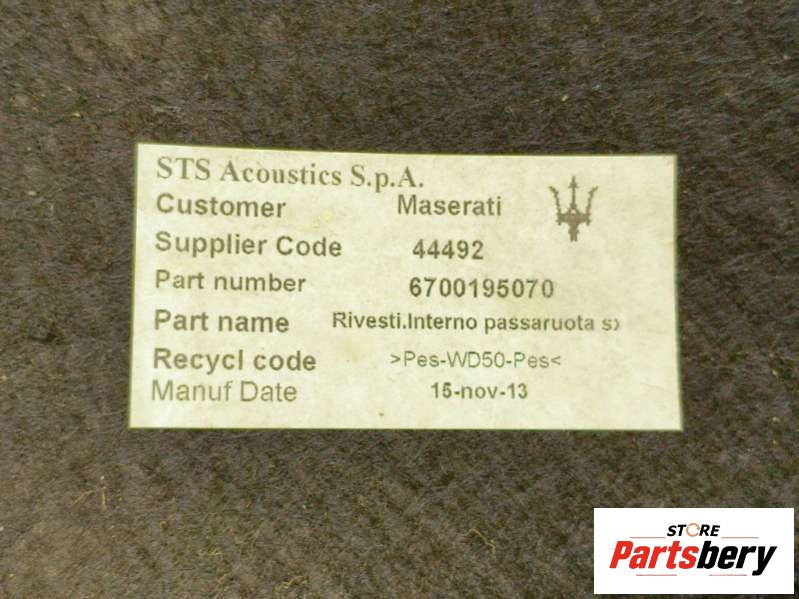 STS Acoustics S.p.A.
Customer Maserati
Supplier Code 44492
Part number 6700195070
Part name Rivesti.Interno passaruota sx
Recycl code >Pes-WD50-Pes<
Manuf Date 15-nov-13
STORE
Partsbery